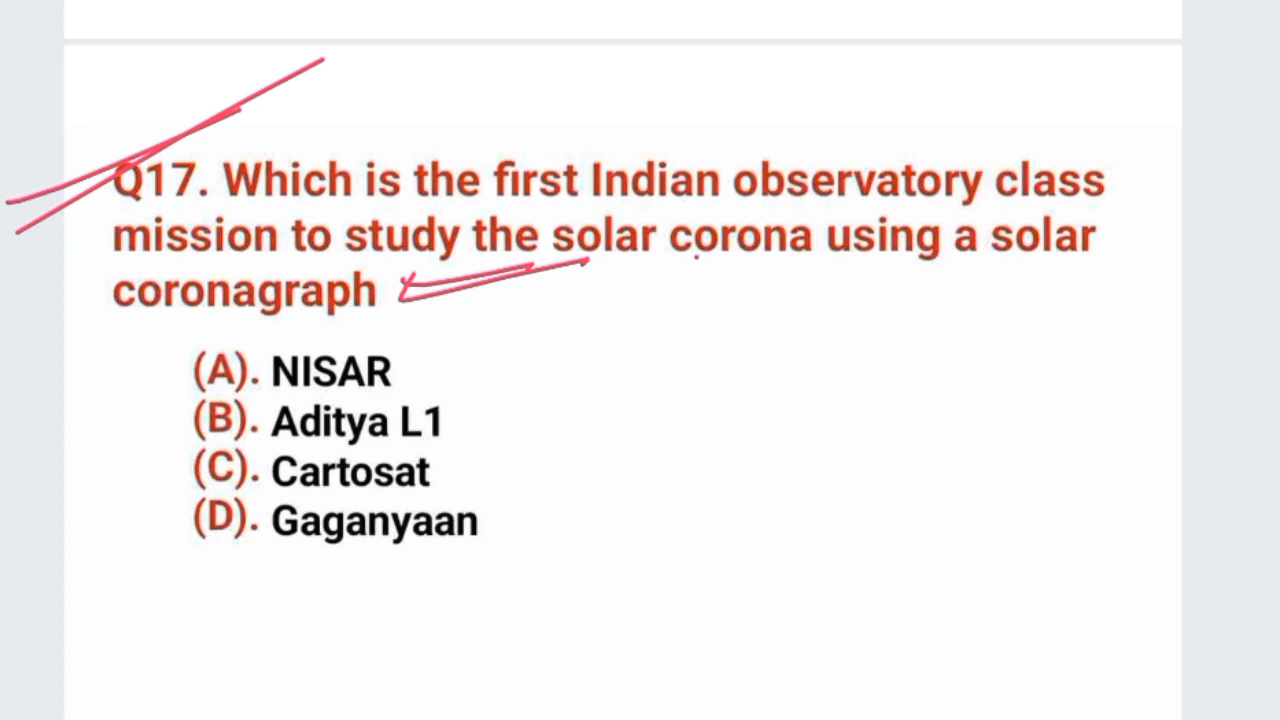 Q17. Which is the first Indian observatory class
mission to study the solar corona using a solar
coronagraph
(A). NISAR
(B). Aditya L1
(C). Cartosat
(D). Gaganyaan